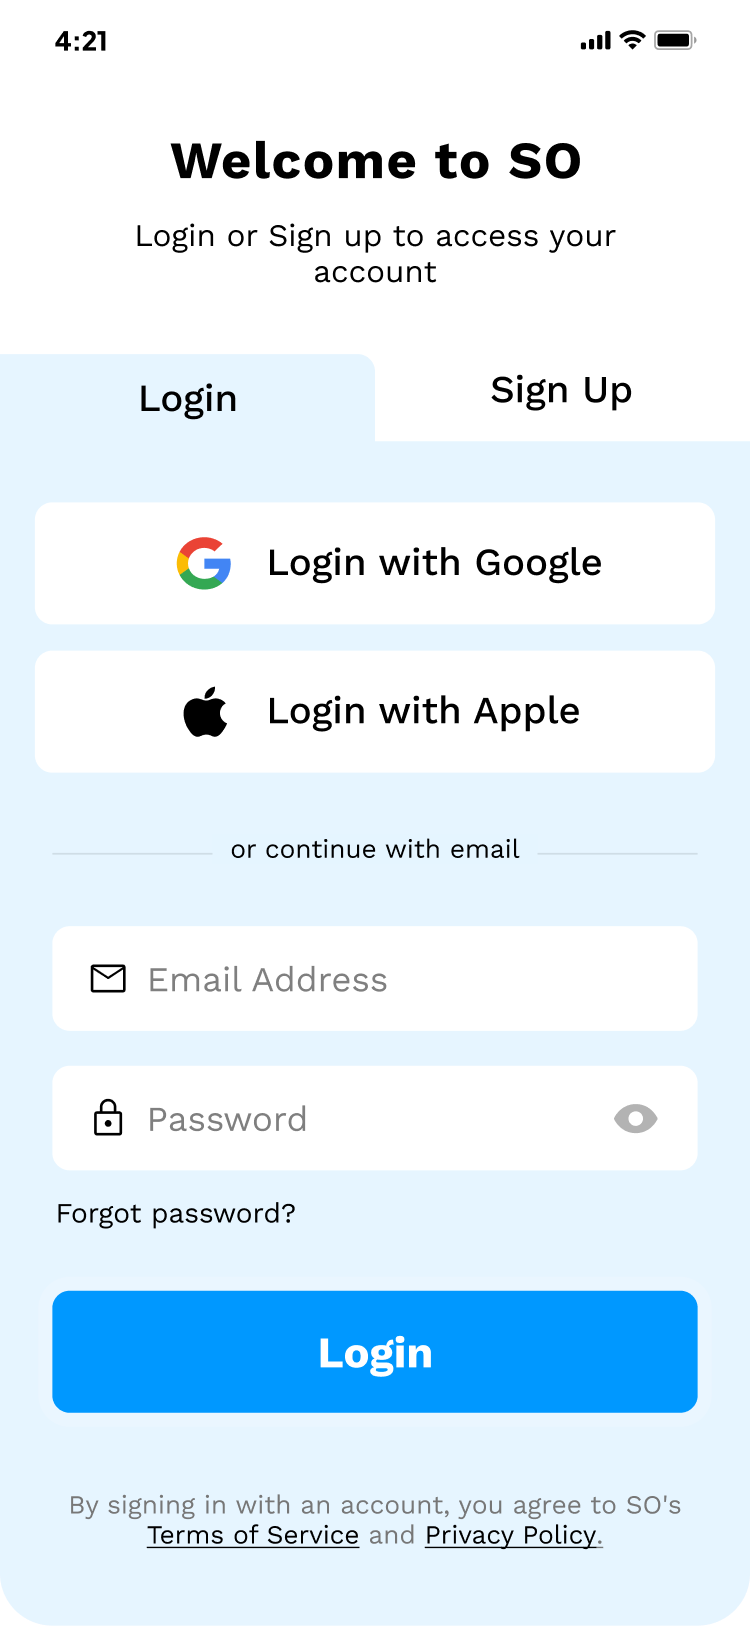 4:21
Welcome to SO
Login or Sign up to access your
account
Login
Sign Up
Login with Google
Login with Apple
or continue with email
Email Address
Password
Forgot password?
Login
By signing in with an account, you agree to SO's
Terms of Service and Privacy Policy.